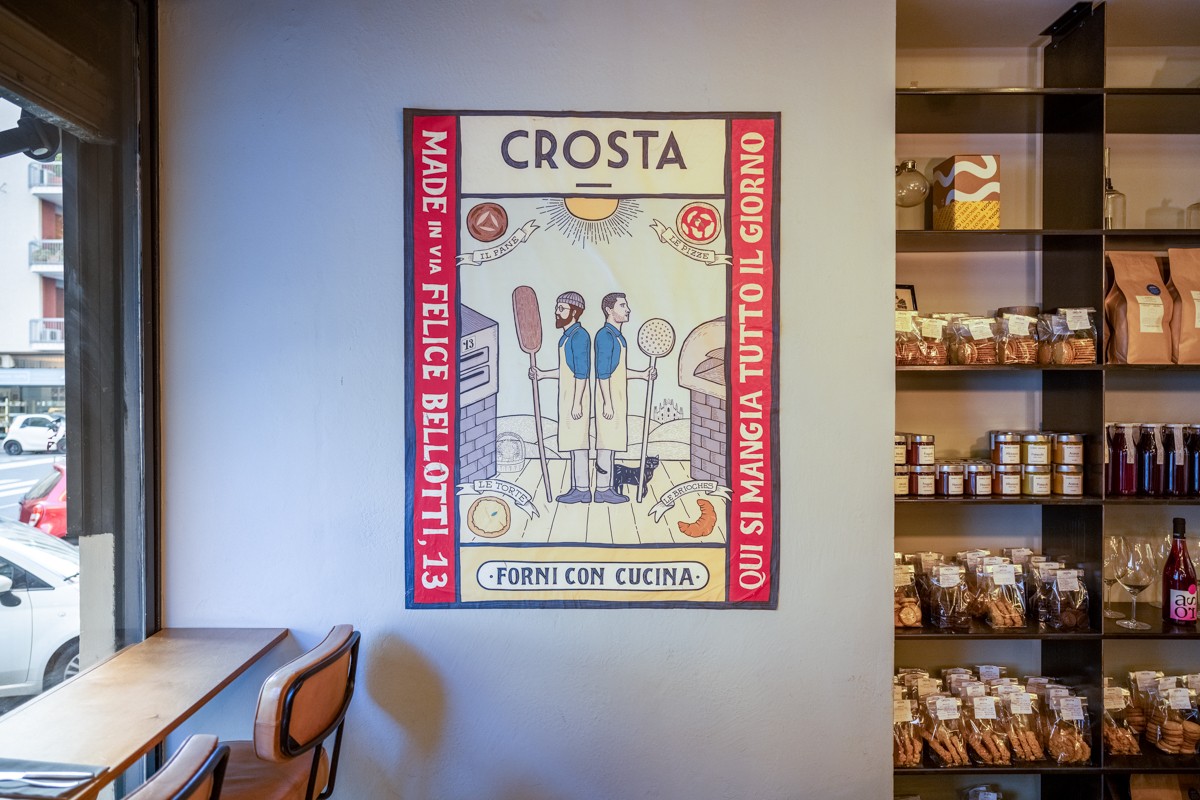 CROSTA
MADE IN VIA FELICE BELLOTTI, 13
QUI SI MANGIA TUTTO IL GIORNO
IL PANE
LE PIZZE
13
LE TORTE
LE BRIOCHES
·FORNI CON CUCINA·